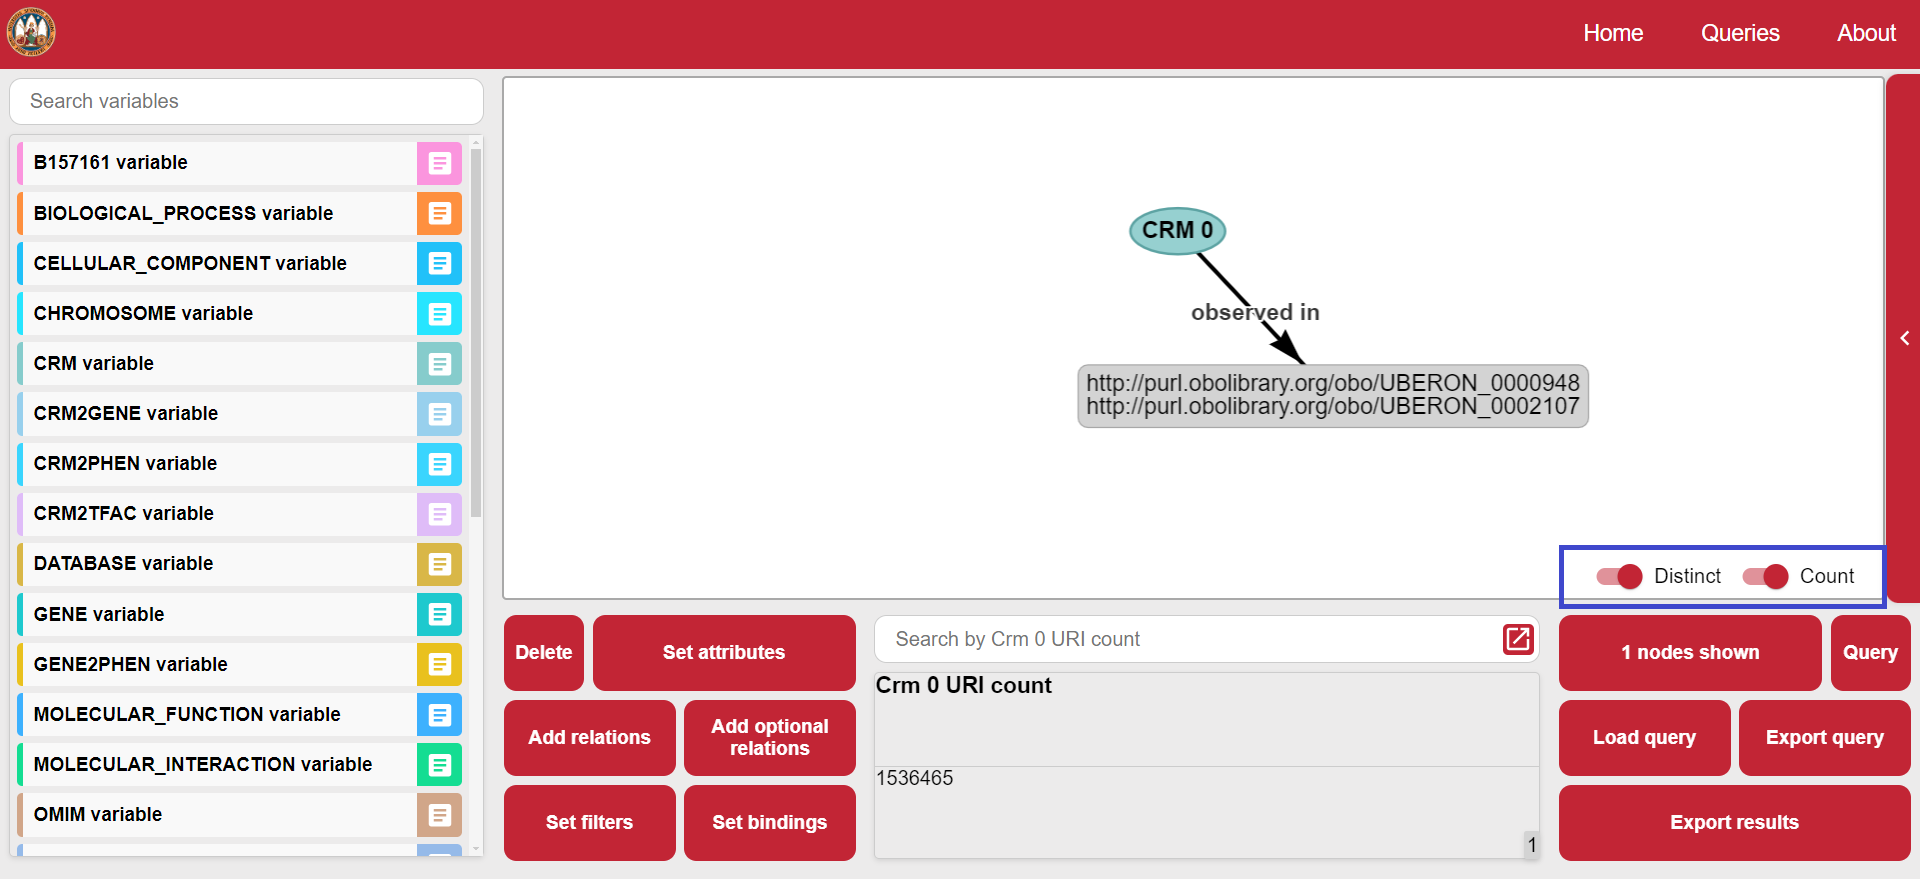 Home Queries About
Search variables
B157161 variable
BIOLOGICAL_PROCESS variable
CELLULAR_COMPONENT variable
CHROMOSOME variable
CRM variable
CRM2GENE variable
CRM2PHEN variable
CRM2TFAC variable
DATABASE variable
GENE variable
GENE2PHEN variable
MOLECULAR_FUNCTION variable
MOLECULAR_INTERACTION variable
OMIM variable
CRM 0
observed in
http://purl.obolibrary.org/obo/UBERON_0000948
http://purl.obolibrary.org/obo/UBERON_0002107
Distinct Count
Delete
Set attributes
Add relations
Add optional
relations
Set filters
Set bindings
Search by Crm 0 URI count
Crm 0 URI count
1536465
1
1 nodes shown
Query
Load query
Export query
Export results